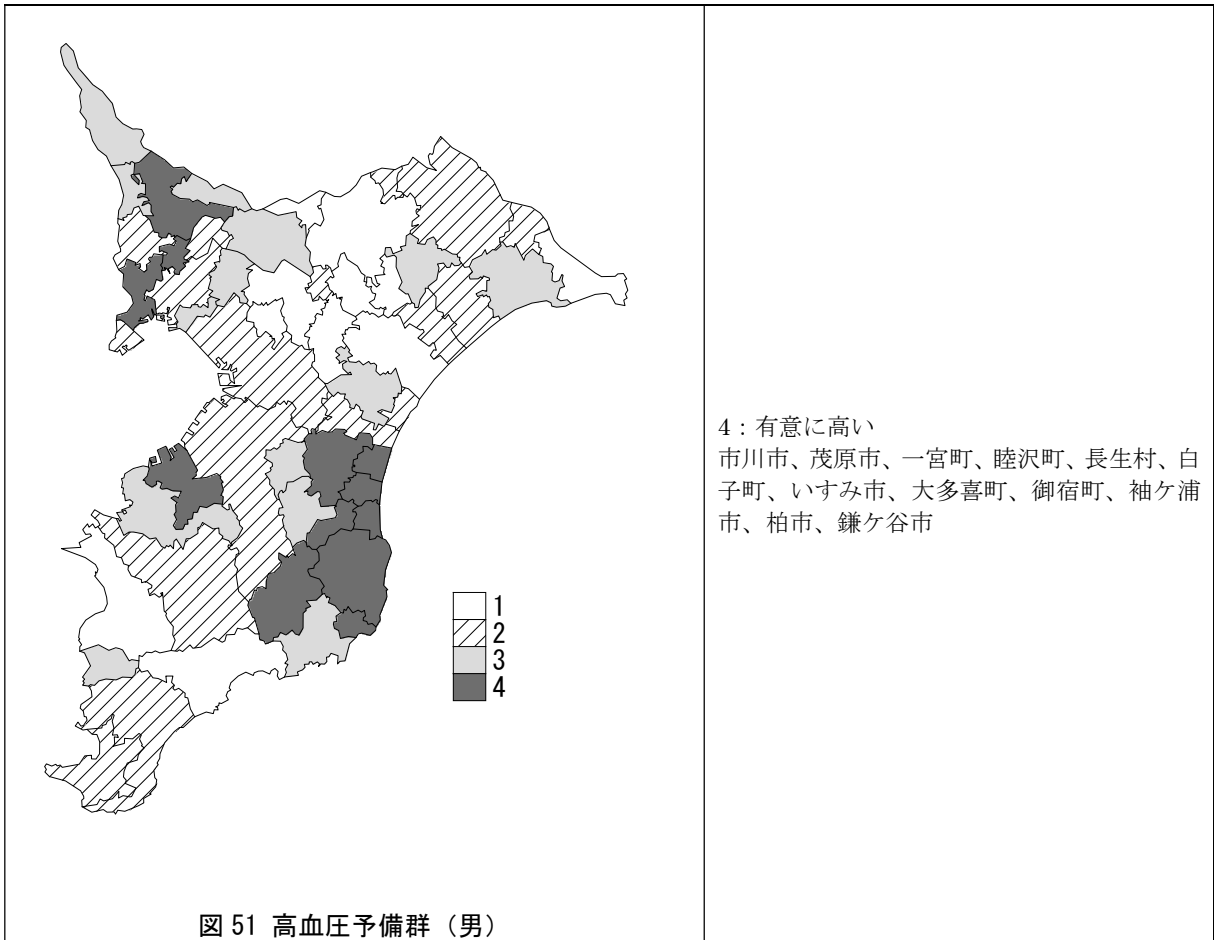 1
2
3
4
図 51 高血圧予備群（男）
4：有意に高い
市川市、茂原市、一宮町、睦沢町、長生村、白
子町、いすみ市、大多喜町、御宿町、袖ケ浦
市、柏市、鎌ケ谷市